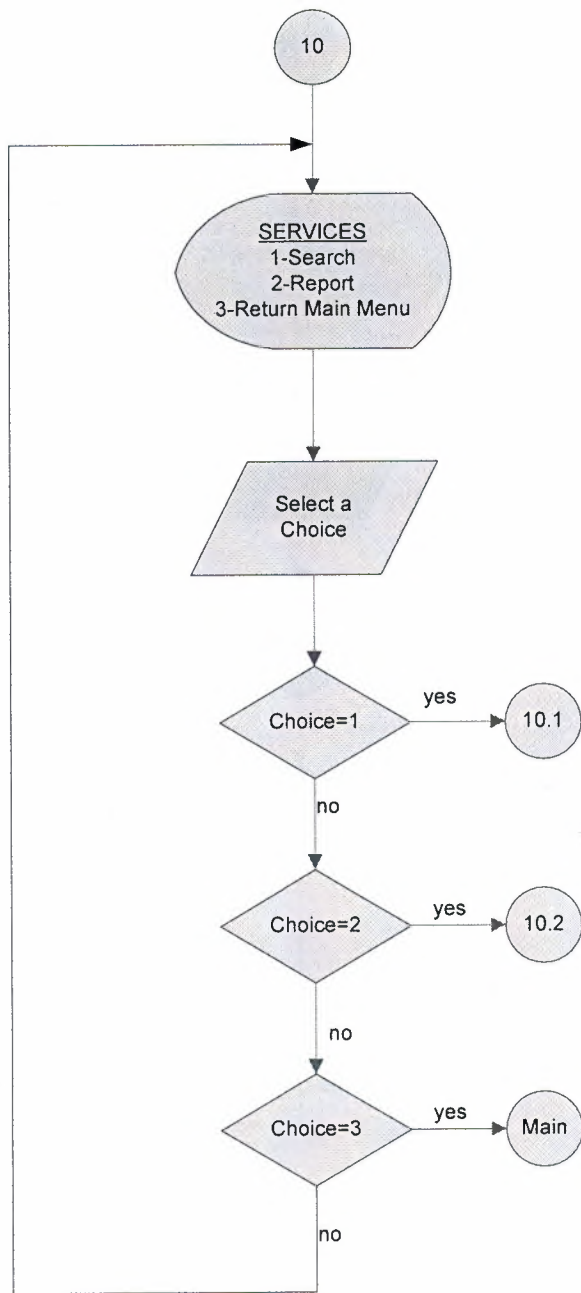 10
SERVICES
1-Search
2-Report
3-Return Main Menu
Select a
Choice
Choice=1
yes
10.1
no
Choice=2
yes
10.2
no
Choice=3
yes
Main
no